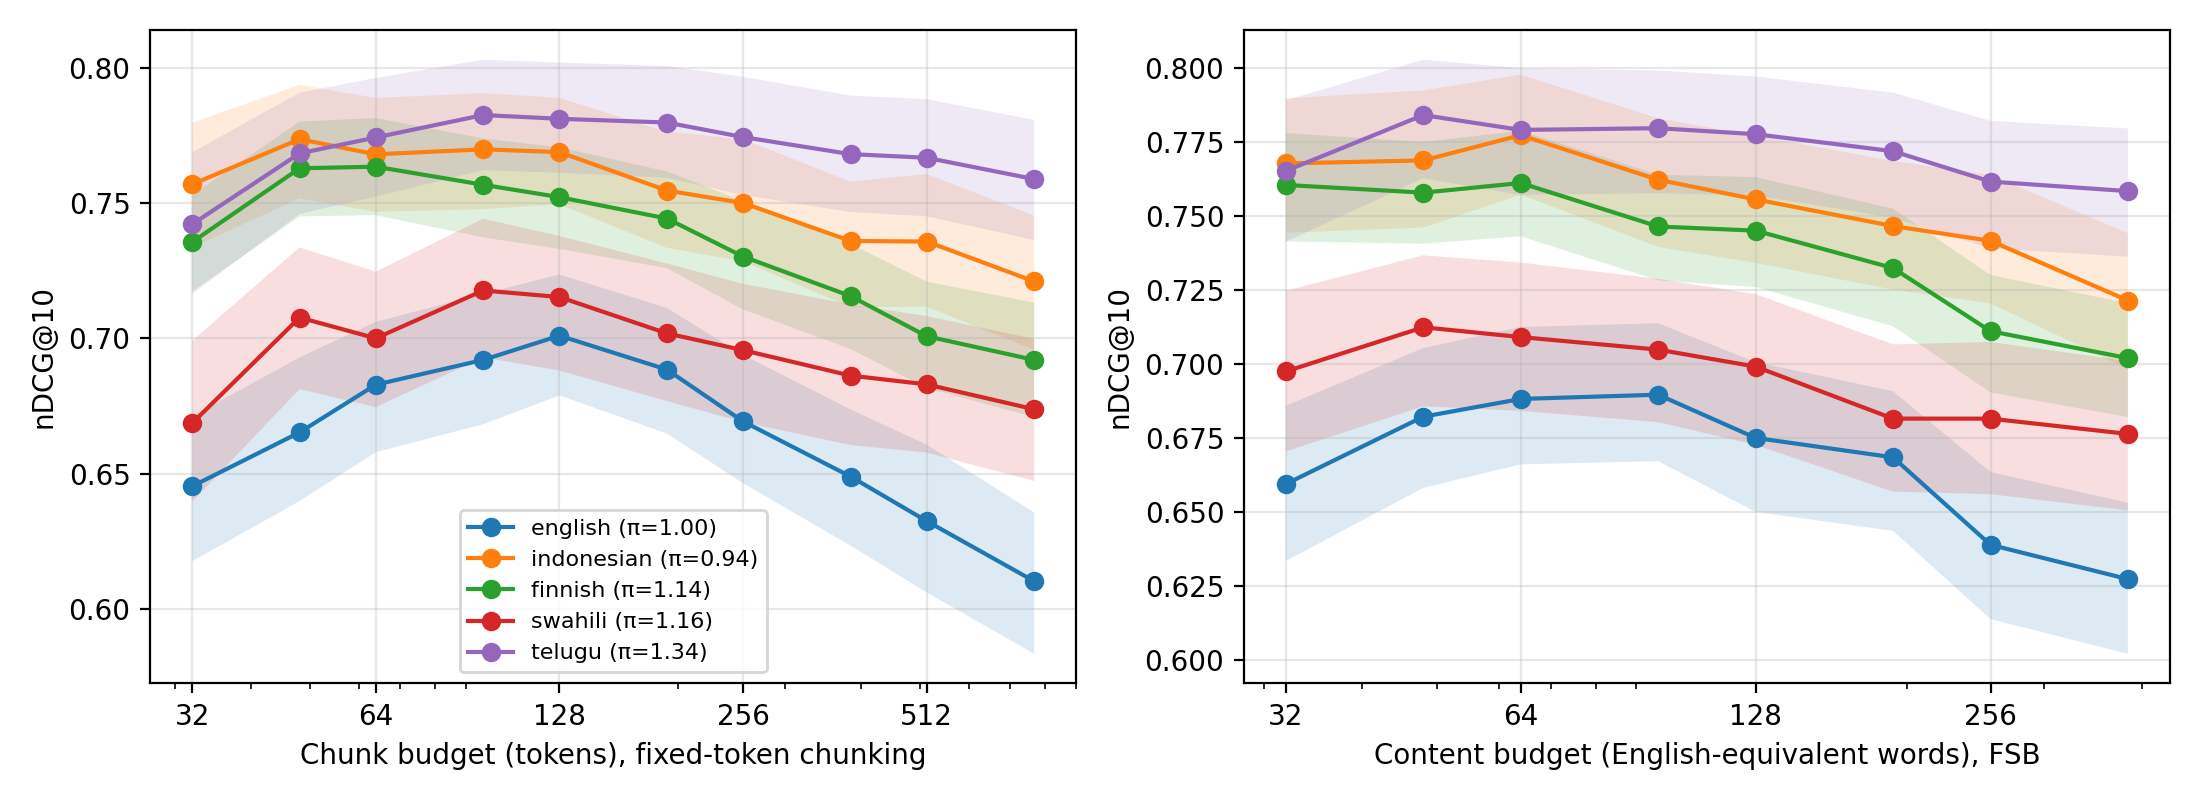 nDCG@10
0.80
0.75
0.70
0.65
0.60
english (π=1.00)
indonesian (π=0.94)
finnish (π=1.14)
swahili (π=1.16)
telugu (π=1.34)
32 64 128 256 512
Chunk budget (tokens), fixed-token chunking
nDCG@10
0.800
0.775
0.750
0.725
0.700
0.675
0.650
0.625
0.600
32 64 128 256
Content budget (English-equivalent words), FSB